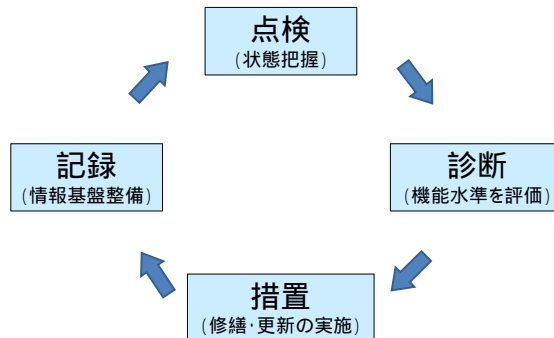 点検
(状態把握)
記録
(情報基盤整備)
診断
(機能水準を評価)
措置
(修繕･更新の実施)